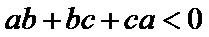 ab + bc + ca < 0